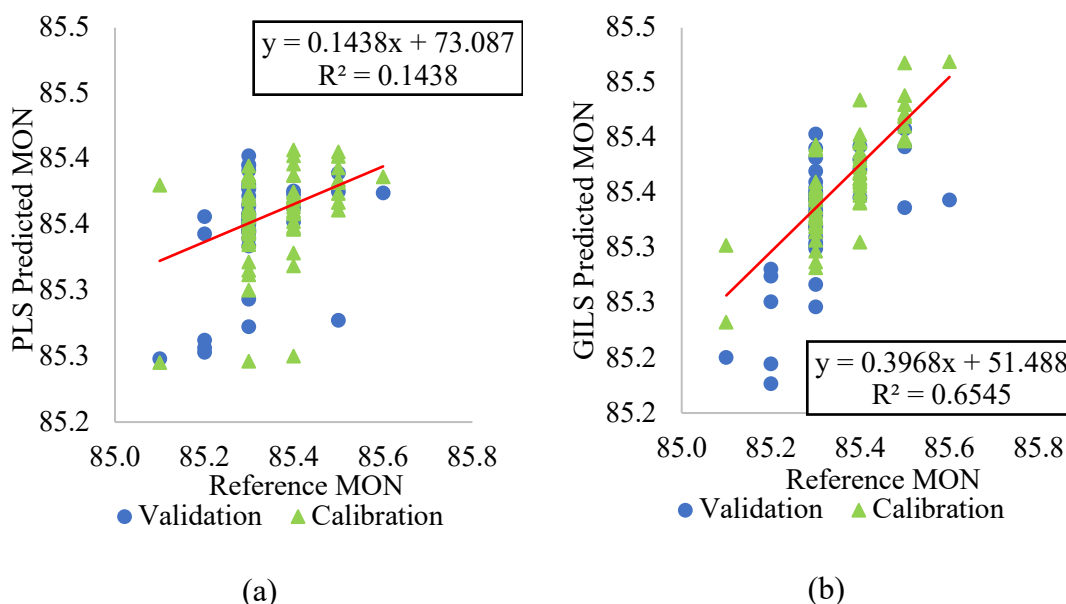 85.5
85.5
85.4
85.4
85.3
85.3
85.2
PLS Predicted MON
y = 0.1438x + 73.087
R² = 0.1438
85.0 85.2 85.4 85.6 85.8
Reference MON
Validation Calibration
(a)
85.5
85.5
85.4
85.4
85.3
85.3
85.2
85.2
GILS Predicted MON
y = 0.3968x + 51.488
R² = 0.6545
85.0 85.2 85.4 85.6 85.8
Reference MON
Validation Calibration
(b)